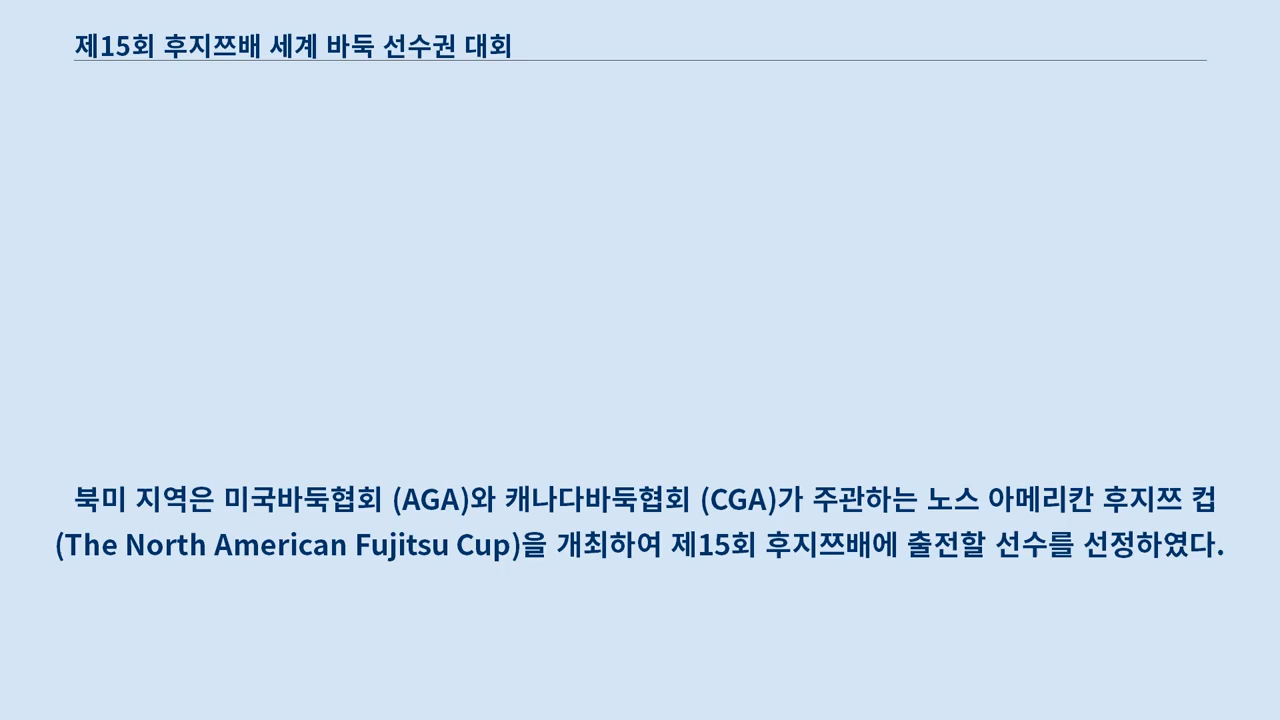 제15회 후지쯔배 세계 바둑 선수권 대회
북미 지역은 미국바둑협회 (AGA)와 캐나다바둑협회 (CGA)가 주관하는 노스 아메리칸 후지쯔 컵
(The North American Fujitsu Cup)을 개최하여 제15회 후지쯔배에 출전할 선수를 선정하였다.